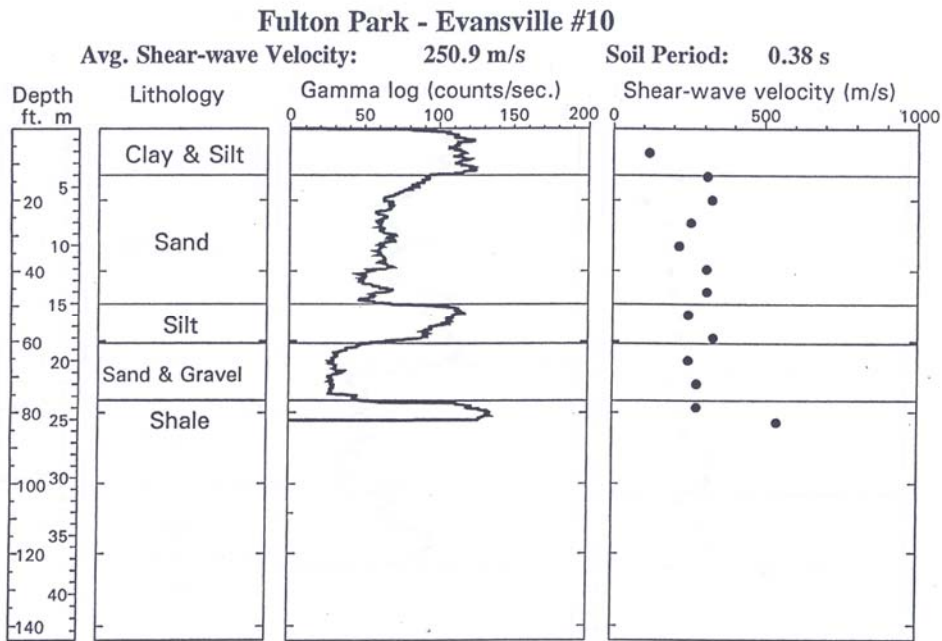 Fulton Park - Evansville #10
Avg. Shear-wave Velocity: 250.9 m/s Soil Period: 0.38 s
Depth
ft. m
Lithology
Gamma log (counts/sec.)
0 50 100 150 200
Shear-wave velocity (m/s)
0 500 1000
Clay & Silt
5
20
Sand
10
40
15
Silt
60
20
Sand & Gravel
80
25
Shale
30
100
35
120
40
140